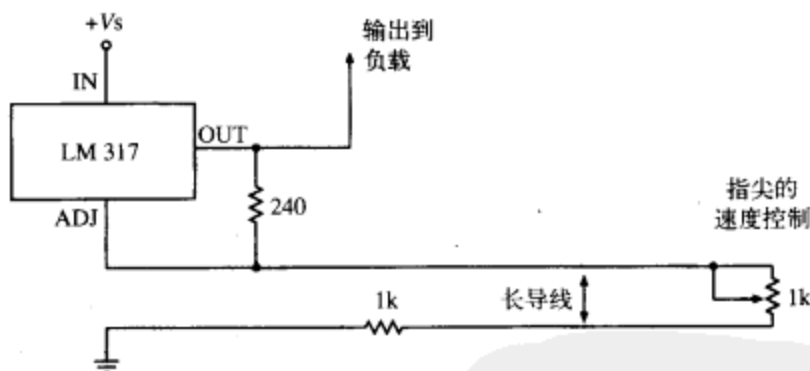 +Vs
输出到
负载
IN
OUT
LM 317
ADJ
240
指尖的
速度控制
1k
长导线
1k